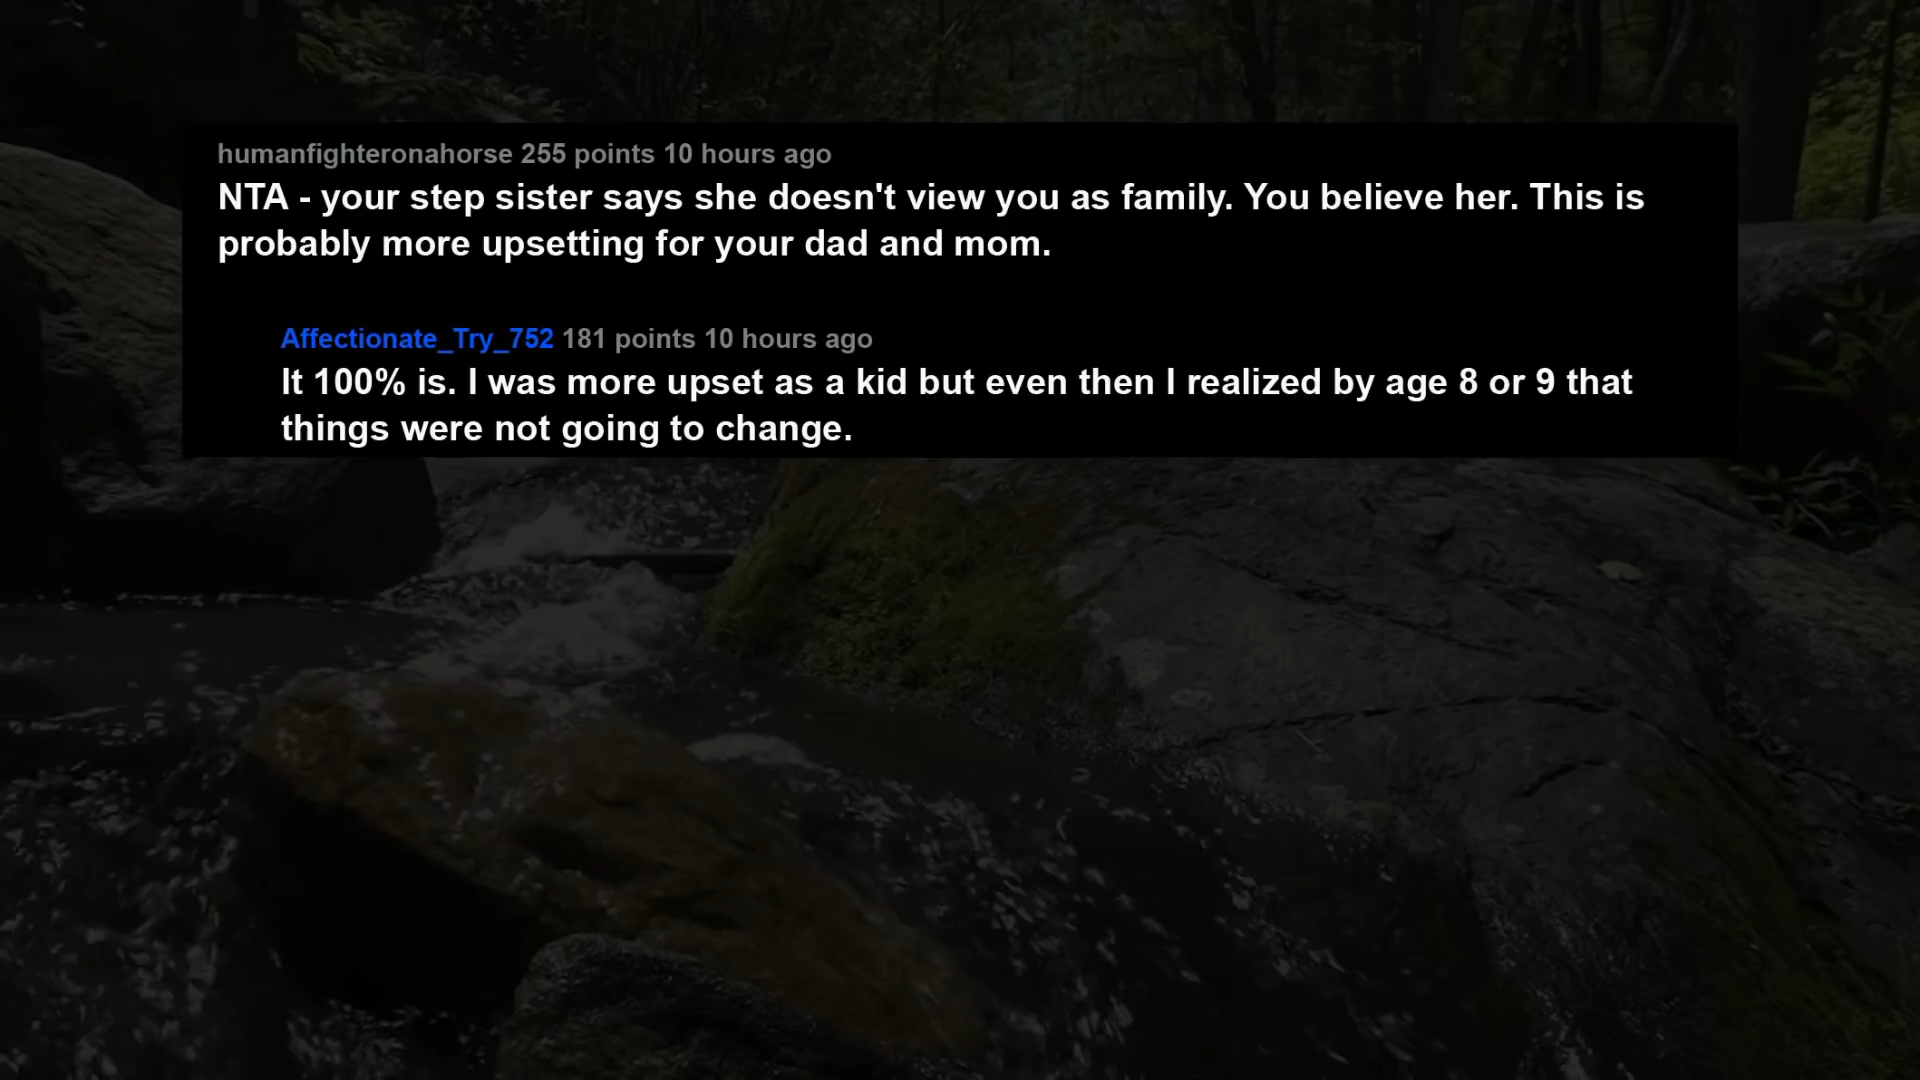 humanfighteronahorse 255 points 10 hours ago
NTA - your step sister says she doesn't view you as family. You believe her. This is
probably more upsetting for your dad and mom.
Affectionate_Try_752 181 points 10 hours ago
It 100% is. I was more upset as a kid but even then I realized by age 8 or 9 that
things were not going to change.